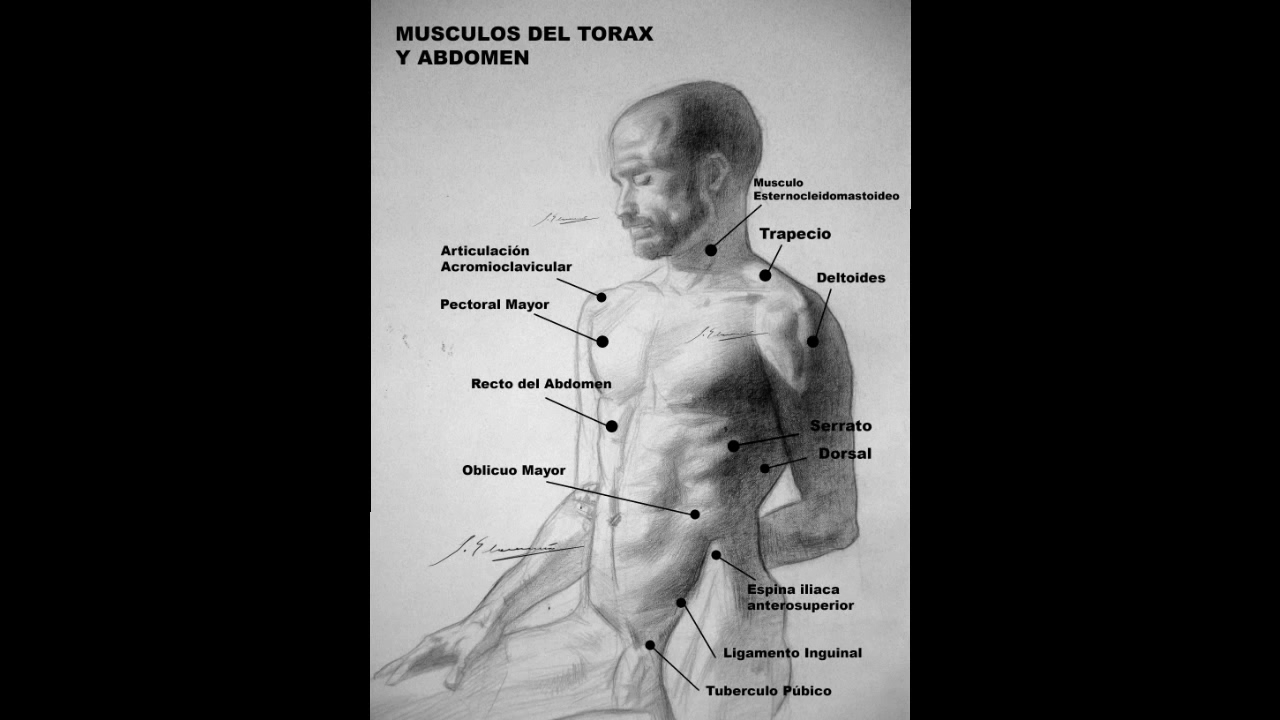 MUSCULOS DEL TORAX
Y ABDOMEN
Musculo
Esternocleidomastoideo
Trapecio
Articulación
Acromioclavicular
Deltoides
Pectoral Mayor
Recto del Abdomen
Serrato
Dorsal
Oblicuo Mayor
Espina iliaca
anterosuperior
Ligamento Inguinal
Tuberculo Púbico